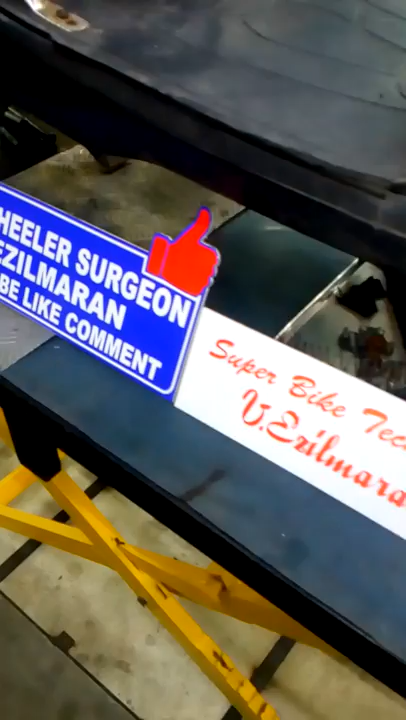 HEELER SURGEON
EZILMARAN
BE LIKE COMMENT
Super Bike Tec
V.Ezilmara